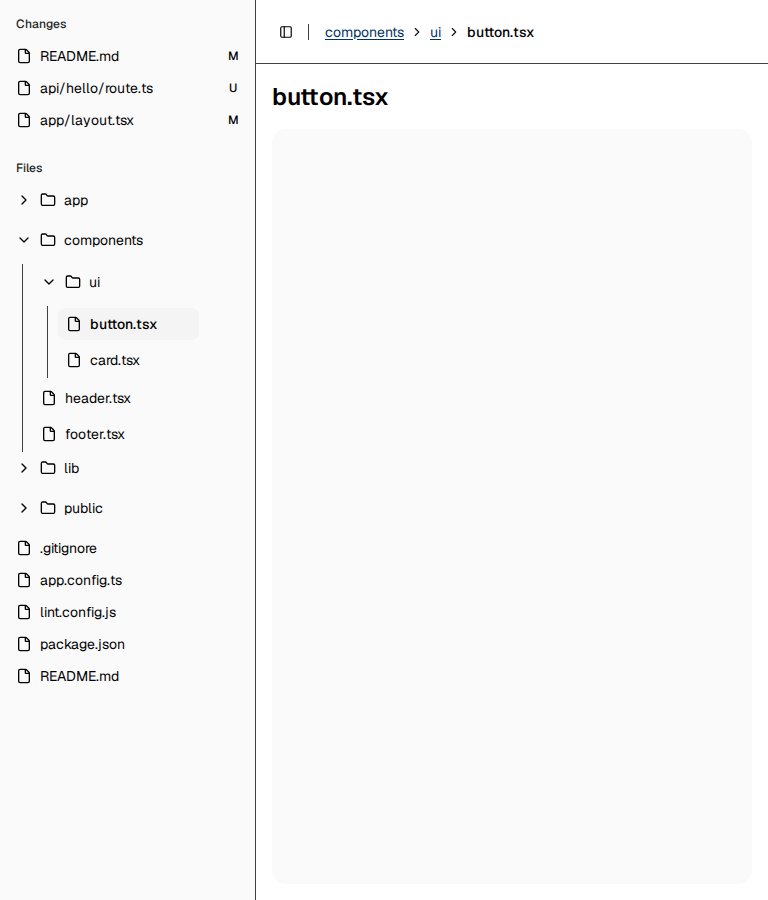 Changes
README.md M
api/hello/route.ts U
app/layout.tsx M
Files
app
components
ui
button.tsx
card.tsx
header.tsx
footer.tsx
lib
public
.gitignore
app.config.ts
lint.config.js
package.json
README.md
components ui button.tsx
button.tsx